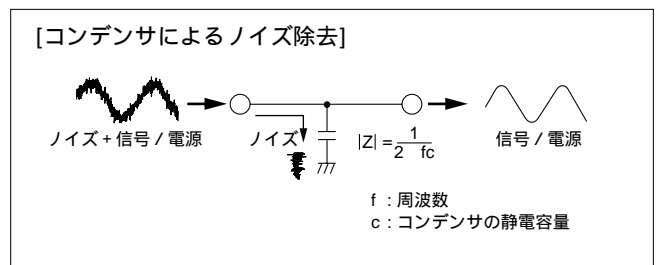 [コンデンサによるノイズ除去]
ノイズ + 信号 / 電源
ノイズ
|Z| = 1
2 fc
信号 / 電源
f : 周波数
c : コンデンサの静電容量